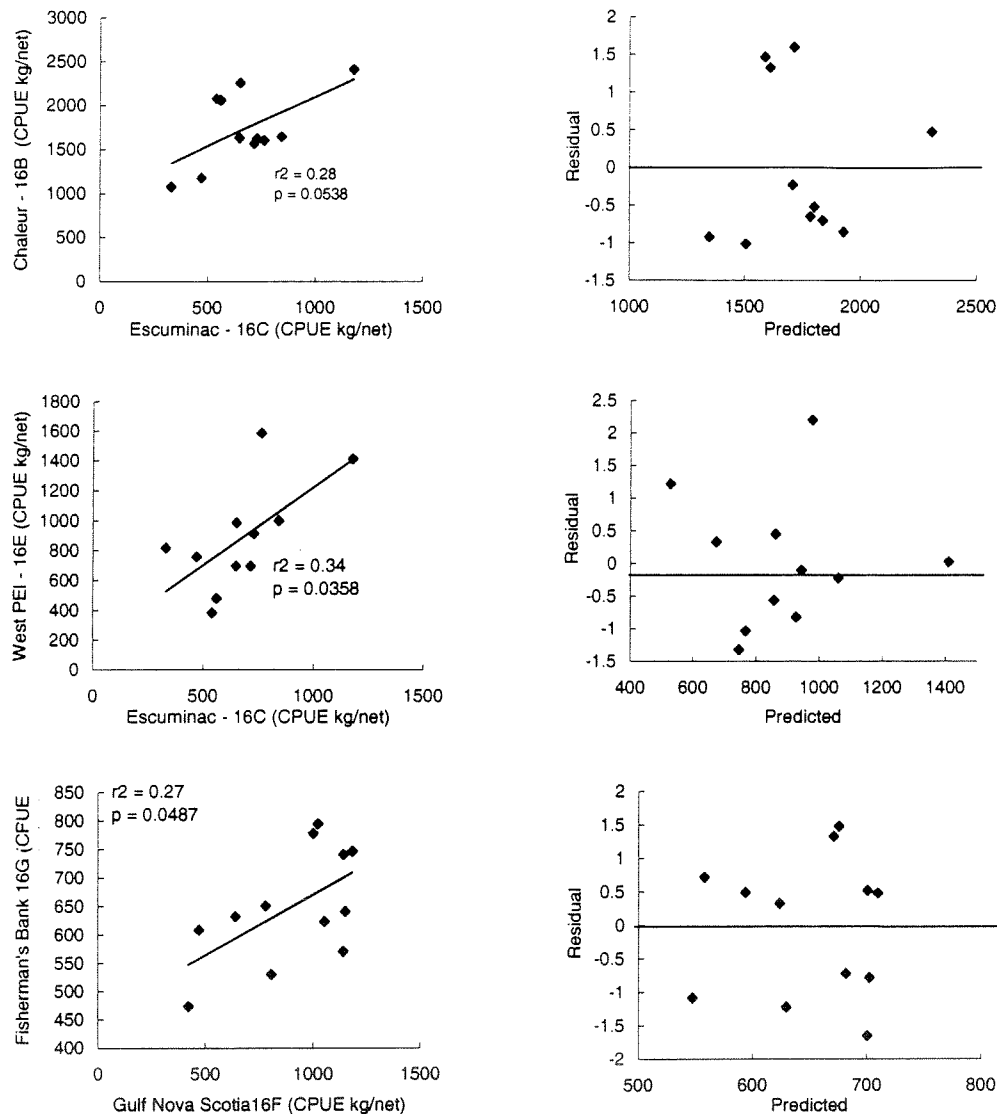 3000
2500
2000
1500
1000
500
0
Chaleur - 16B (CPUE kg/net)
r2 = 0.28
p = 0.0538
0 500 1000 1500
Escuminac - 16C (CPUE kg/net)
2
1.5
1
0.5
0
-0.5
-1
-1.5
Residual
1000 1500 2000 2500
Predicted
1800
1600
1400
1200
1000
800
600
400
200
0
West PEI - 16E (CPUE kg/net)
r2 = 0.34
p = 0.0358
0 500 1000 1500
Escuminac - 16C (CPUE kg/net)
2.5
2
1.5
1
0.5
0
-0.5
-1
-1.5
Residual
400 600 800 1000 1200 1400
Predicted
850
800
750
700
650
600
550
500
450
400
Fisherman's Bank 16G (CPUE
r2 = 0.27
p = 0.0487
0 500 1000 1500
Gulf Nova Scotia16F (CPUE kg/net)
2
1.5
1
0.5
0
-0.5
-1
-1.5
-2
Residual
500 600 700 800
Predicted